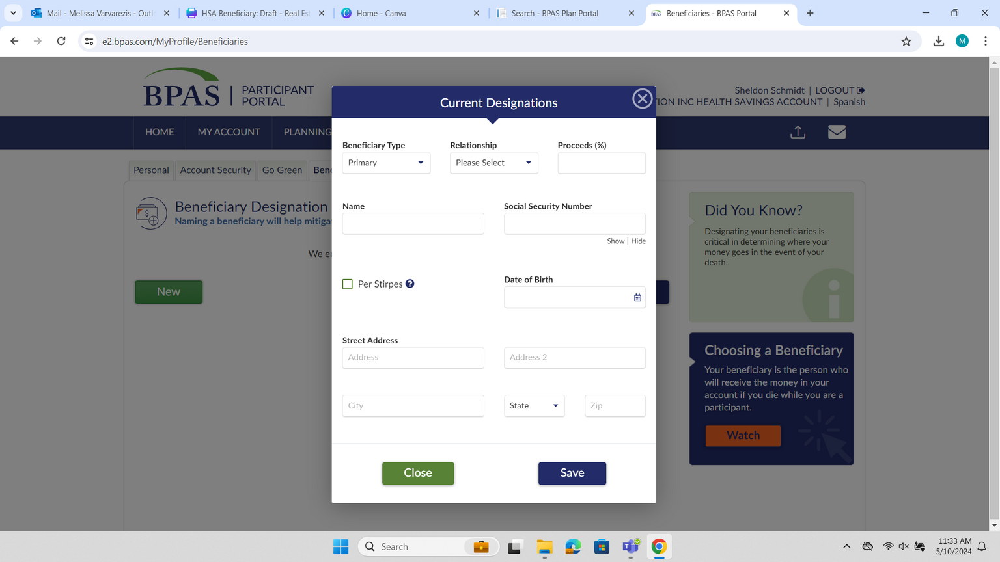 Mail - Melissa Varvarezis - Outl
HSA Beneficiary: Draft - Real Est
Home - Canva
Search - BPAS Plan Portal
BPAS
Beneficiaries - BPAS Portal
e2.bpas.com/MyProfile/Beneficiaries
M
BPAS | PARTICIPANT PORTAL
Sheldon Schmidt | LOGOUT
ION INC HEALTH SAVINGS ACCOUNT | Spanish
HOME
MY ACCOUNT
PLANNING
Personal
Account Security
Go Green
Bene
Beneficiary Designation
Naming a beneficiary will help mitiga
We en
New
Current Designations
Beneficiary Type
Relationship
Proceeds (%)
Primary
Please Select
Name
Social Security Number
Show | Hide
Per Stirpes ?
Date of Birth
Street Address
Address
Address 2
City
State
Zip
Close
Save
Did You Know?
Designating your beneficiaries is
critical in determining where your
money goes in the event of your
death.
Choosing a Beneficiary
Your beneficiary is the person who
will receive the money in your
account if you die while you are a
participant.
Watch
Search
11:33 AM
5/10/2024